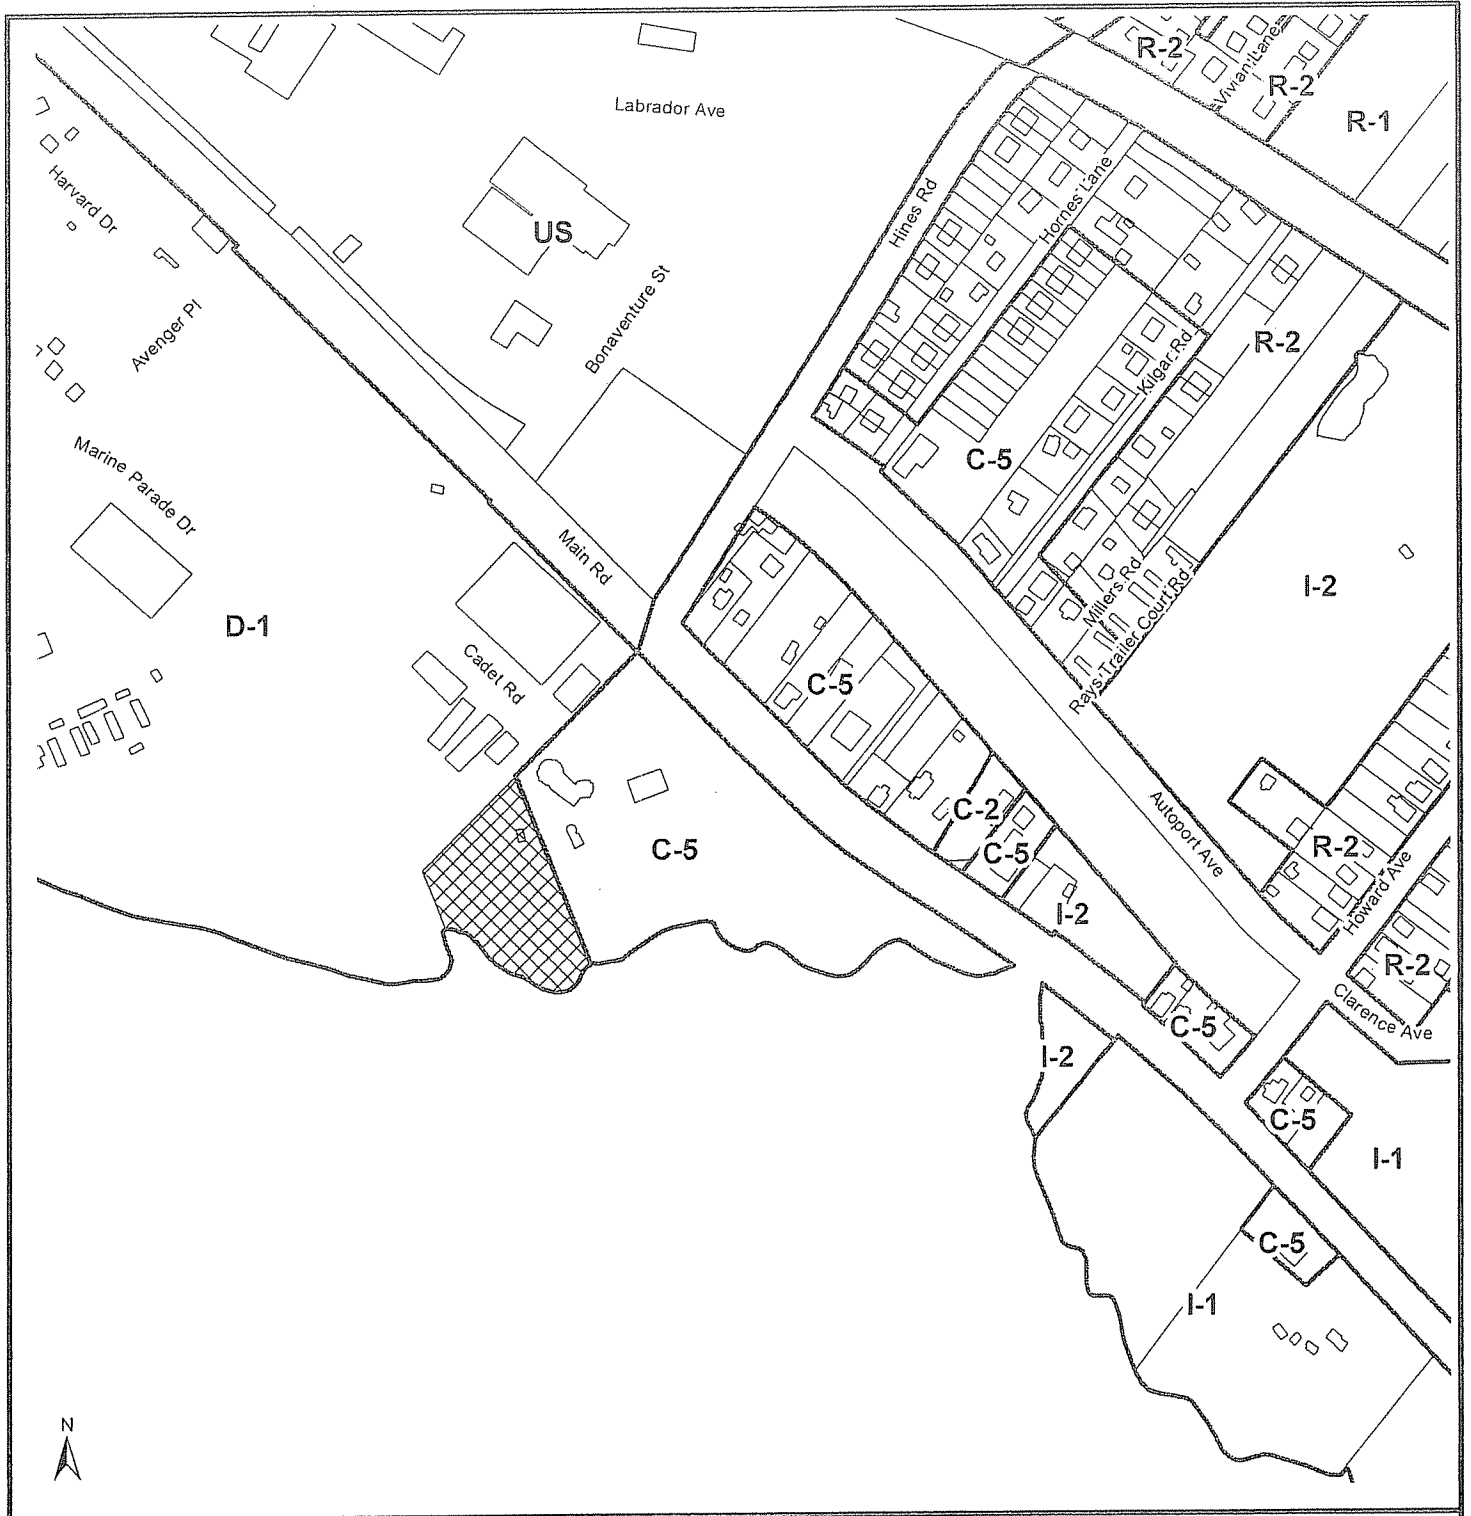 R-2
Vivian Lane
R-2
R-1
Labrador Ave
Harvard Dr
Hines Rd
Hornes Lane
US
Bonaventure St
Avenger Pl
Kilgar Rd
R-2
C-5
Marine Parade Dr
Main Rd
Millers Rd
Rays Trailer Court Rd
I-2
D-1
Cadet Rd
C-5
C-2
C-5
C-5
Autoport Ave
R-2
Howard Ave
I-2
R-2
Clarence Ave
C-5
I-2
C-5
I-1
C-5
I-1
N